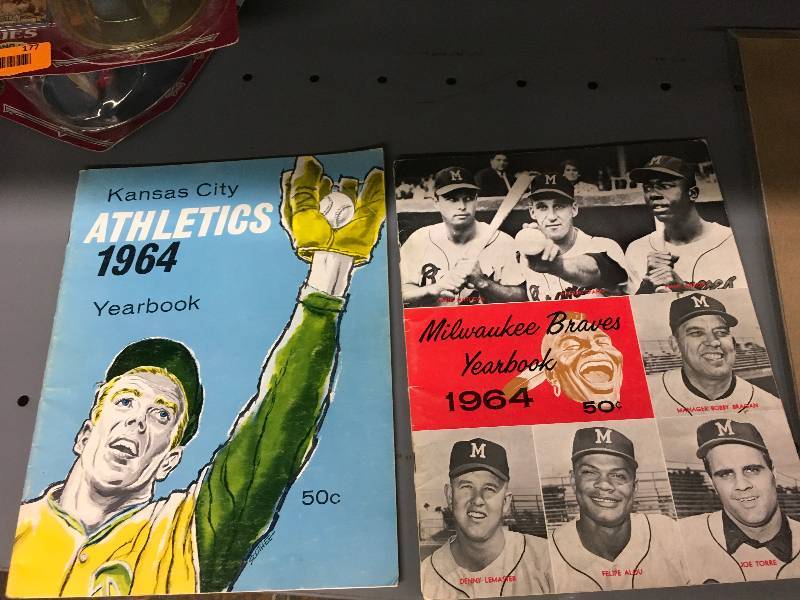 177
Kansas City
ATHLETICS
1964
Yearbook
50c
M
M
M
Milwaukee Braves
Yearbook
1964
50¢
M
MANAGER BOBBY BRAGAN
M
M
M
DENNY LEMASTER
FELIPE ALOU
JOE TORRE